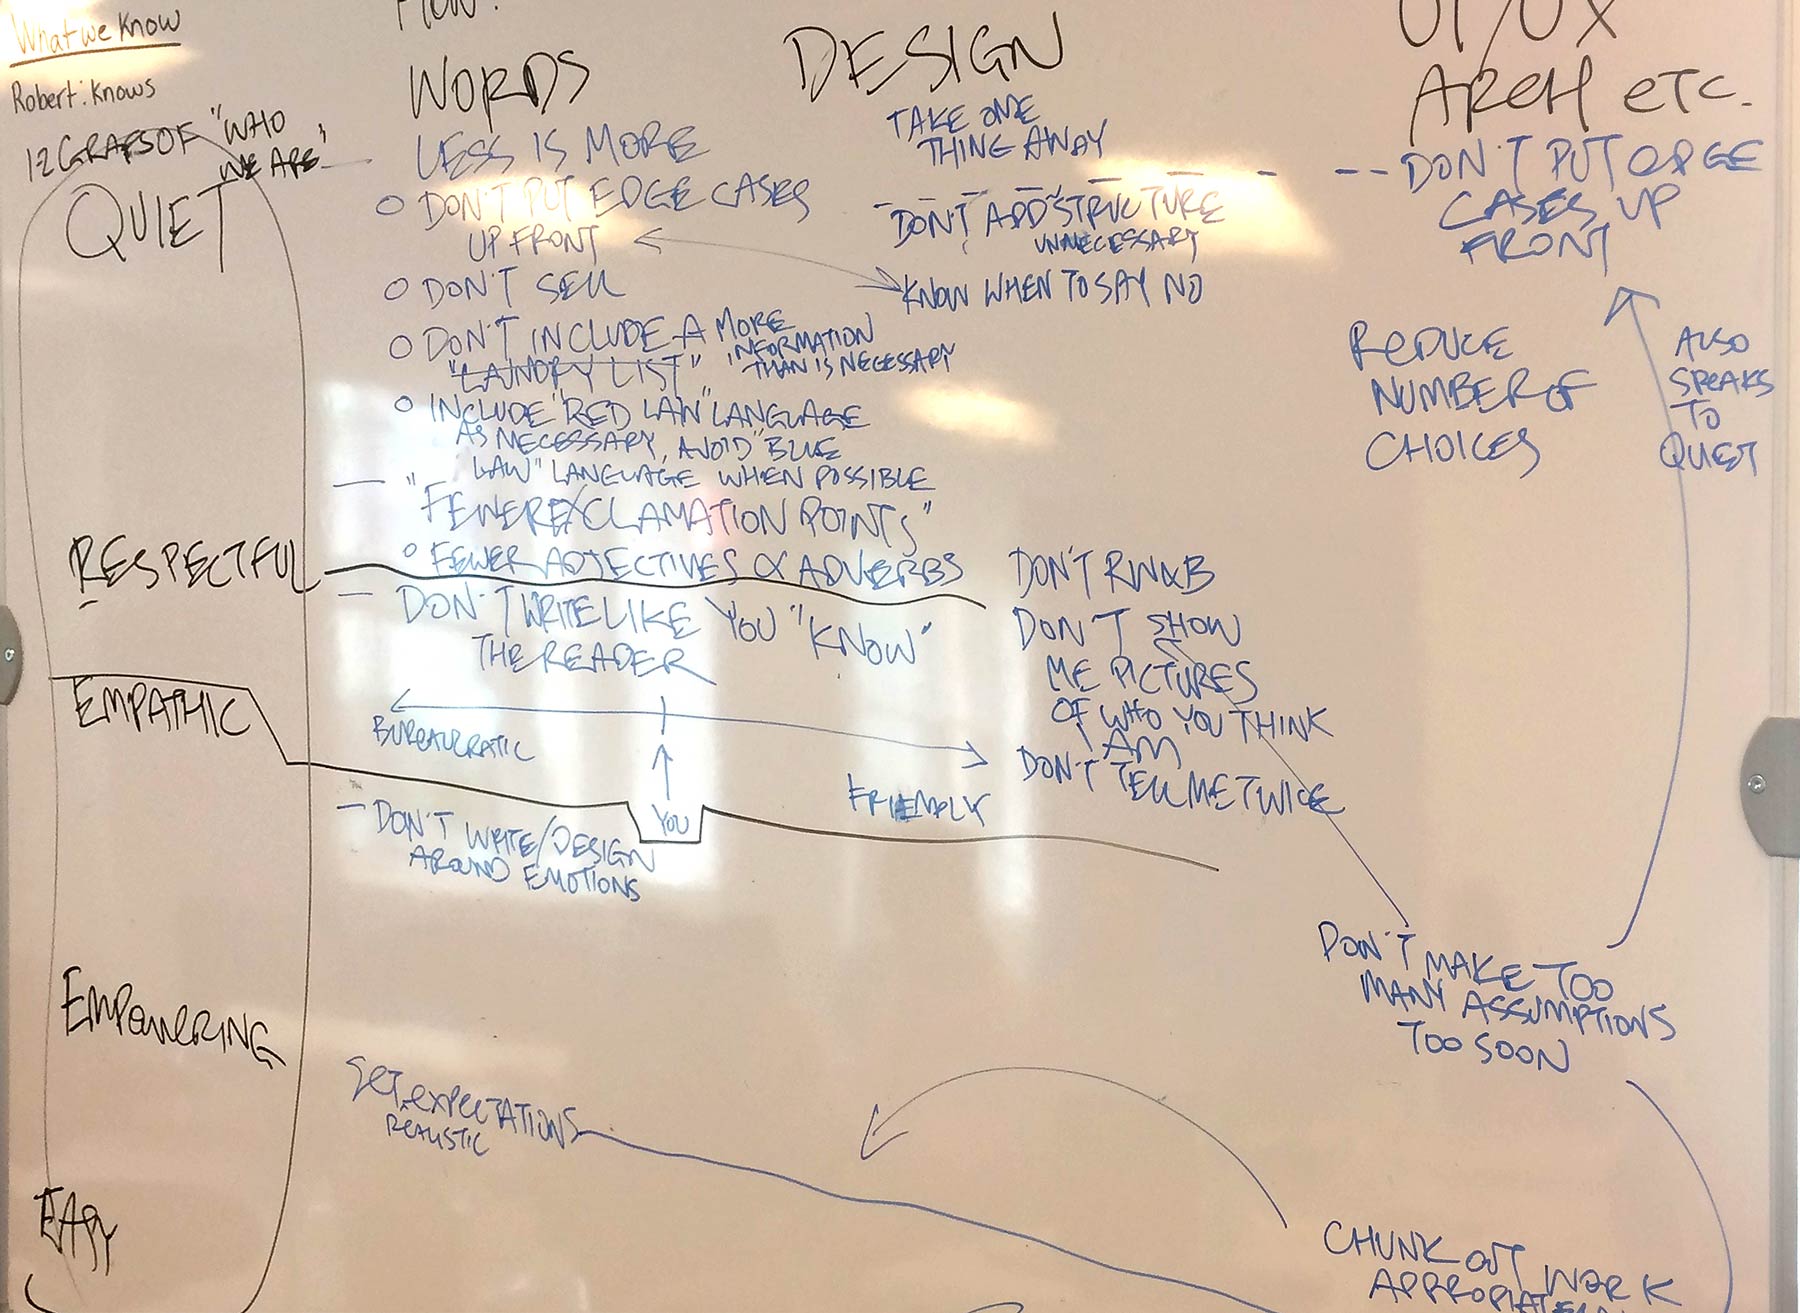 What we know
Robert: Knows
12 GRAFS OF "WHO
WE ARE"
QUIET
RESPECTFUL
EMPATHIC
EMPOWERING
EASY
HOW?
WORDS
LESS IS MORE
DON'T PUT EDGE CASES
UP FRONT
DON'T SELL
DON'T INCLUDE A MORE
INFORMATION
"LAUNDRY LIST" THAN IS NECESSARY
INCLUDE "RED LAW" LANGUAGE
AS NECESSARY, AVOID "BLUE
LAW" LANGUAGE WHEN POSSIBLE
"FEWER EXCLAMATION POINTS"
FEWER ADJECTIVES & ADVERBS
DON'T WRITE LIKE YOU "KNOW"
THE READER
BUREAUCRATIC
FRIENDLY
YOU
DON'T WRITE/DESIGN
AROUND EMOTIONS
SET EXPECTATIONS
REALISTIC
DESIGN
TAKE ONE
THING AWAY
DON'T ADD "STRUCTURE
UNNECESSARY
KNOW WHEN TO SAY NO
DON'T RW&B
DON'T SHOW
ME PICTURES
OF WHO YOU THINK
I AM
DON'T TELL ME TWICE
UI/UX
ARCH etc.
DON'T PUT EDGE
CASES UP
FRONT
REDUCE
NUMBER OF
CHOICES
ALSO
SPEAKS
TO
QUIET
DON'T MAKE TOO
MANY ASSUMPTIONS
TOO SOON
CHUNK OUT WORK